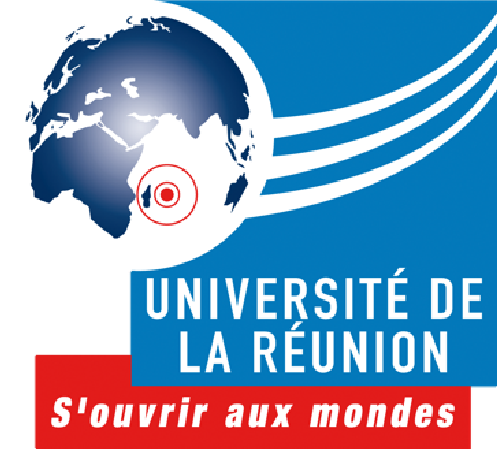 UNIVERSITÉ DE
LA RÉUNION
S'ouvrir aux mondes